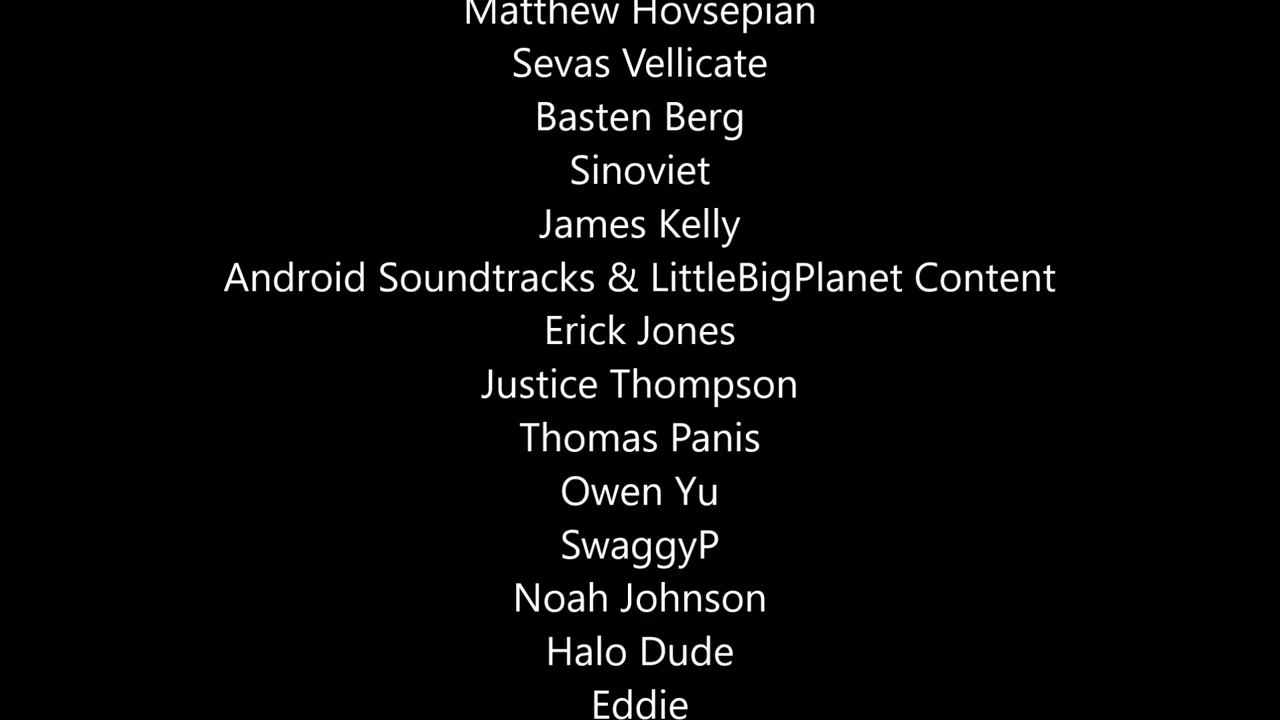 Matthew Hovsepian
Sevas Vellicate
Basten Berg
Sinoviet
James Kelly
Android Soundtracks & LittleBigPlanet Content
Erick Jones
Justice Thompson
Thomas Panis
Owen Yu
SwaggyP
Noah Johnson
Halo Dude
Eddie